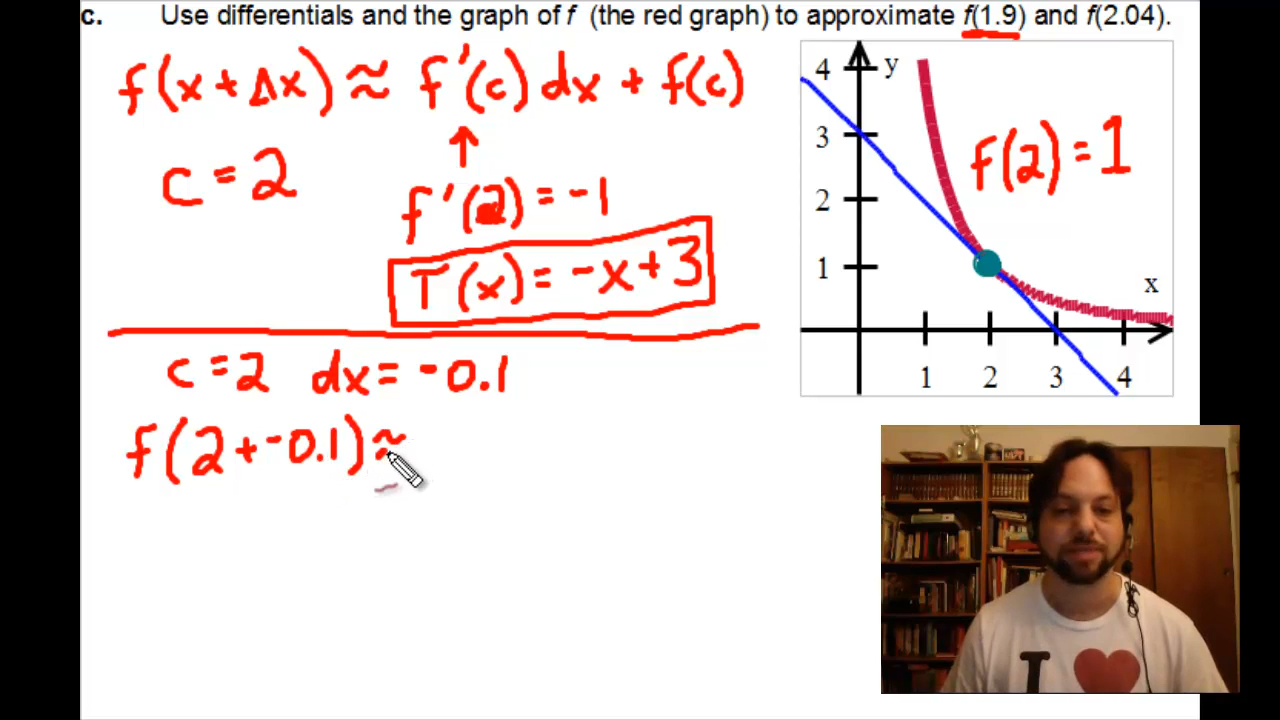 c. Use differentials and the graph of f (the red graph) to approximate f(1.9) and f(2.04).
f(x + Δx) ≈ f'(c) dx + f(c)
c = 2
f'(2) = -1
T(x) = -x+3
c = 2 dx = -0.1
f(2+-0.1) ≈
4 y
3
2
1
x
1 2 3 4
f(2) = 1
I